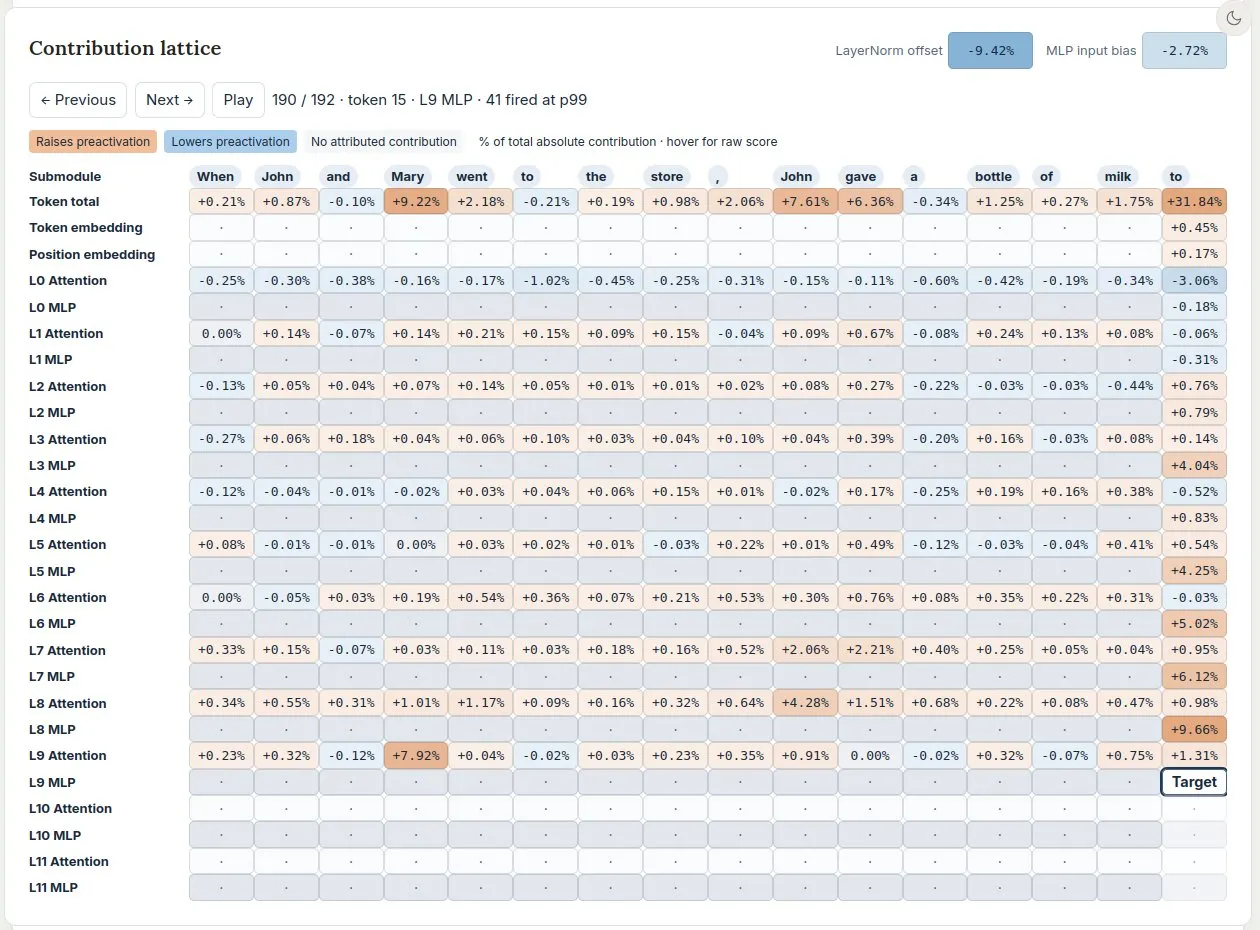 Contribution lattice
LayerNorm offset -9.42% MLP input bias -2.72%
← Previous Next → Play 190 / 192 · token 15 · L9 MLP · 41 fired at p99
Raises preactivation Lowers preactivation No attributed contribution % of total absolute contribution · hover for raw score
Submodule When John and Mary went to the store , John gave a bottle of milk to
Token total +0.21% +0.87% -0.10% +9.22% +2.18% -0.21% +0.19% +0.98% +2.06% +7.61% +6.36% -0.34% +1.25% +0.27% +1.75% +31.84%
Token embedding · · · · · · · · · · · · · · · +0.45%
Position embedding · · · · · · · · · · · · · · · +0.17%
L0 Attention -0.25% -0.30% -0.38% -0.16% -0.17% -1.02% -0.45% -0.25% -0.31% -0.15% -0.11% -0.60% -0.42% -0.19% -0.34% -3.06%
L0 MLP · · · · · · · · · · · · · · · -0.18%
L1 Attention 0.00% +0.14% -0.07% +0.14% +0.21% +0.15% +0.09% +0.15% -0.04% +0.09% +0.67% -0.08% +0.24% +0.13% +0.08% -0.06%
L1 MLP · · · · · · · · · · · · · · · -0.31%
L2 Attention -0.13% +0.05% +0.04% +0.07% +0.14% +0.05% +0.01% +0.01% +0.02% +0.08% +0.27% -0.22% -0.03% -0.03% -0.44% +0.76%
L2 MLP · · · · · · · · · · · · · · · +0.79%
L3 Attention -0.27% +0.06% +0.18% +0.04% +0.06% +0.10% +0.03% +0.04% +0.10% +0.04% +0.39% -0.20% +0.16% -0.03% +0.08% +0.14%
L3 MLP · · · · · · · · · · · · · · · +4.04%
L4 Attention -0.12% -0.04% -0.01% -0.02% +0.03% +0.04% +0.06% +0.15% +0.01% -0.02% +0.17% -0.25% +0.19% +0.16% +0.38% -0.52%
L4 MLP · · · · · · · · · · · · · · · +0.83%
L5 Attention +0.08% -0.01% -0.01% 0.00% +0.03% +0.02% +0.01% -0.03% +0.22% +0.01% +0.49% -0.12% -0.03% -0.04% +0.41% +0.54%
L5 MLP · · · · · · · · · · · · · · · +4.25%
L6 Attention 0.00% -0.05% +0.03% +0.19% +0.54% +0.36% +0.07% +0.21% +0.53% +0.30% +0.76% +0.08% +0.35% +0.22% +0.31% -0.03%
L6 MLP · · · · · · · · · · · · · · · +5.02%
L7 Attention +0.33% +0.15% -0.07% +0.03% +0.11% +0.03% +0.18% +0.16% +0.52% +2.06% +2.21% +0.40% +0.25% +0.05% +0.04% +0.95%
L7 MLP · · · · · · · · · · · · · · · +6.12%
L8 Attention +0.34% +0.55% +0.31% +1.01% +1.17% +0.09% +0.16% +0.32% +0.64% +4.28% +1.51% +0.68% +0.22% +0.08% +0.47% +0.98%
L8 MLP · · · · · · · · · · · · · · · +9.66%
L9 Attention +0.23% +0.32% -0.12% +7.92% +0.04% -0.02% +0.03% +0.23% +0.35% +0.91% 0.00% -0.02% +0.32% -0.07% +0.75% +1.31%
L9 MLP · · · · · · · · · · · · · · · Target
L10 Attention · · · · · · · · · · · · · · · ·
L10 MLP · · · · · · · · · · · · · · · ·
L11 Attention · · · · · · · · · · · · · · · ·
L11 MLP · · · · · · · · · · · · · · · ·